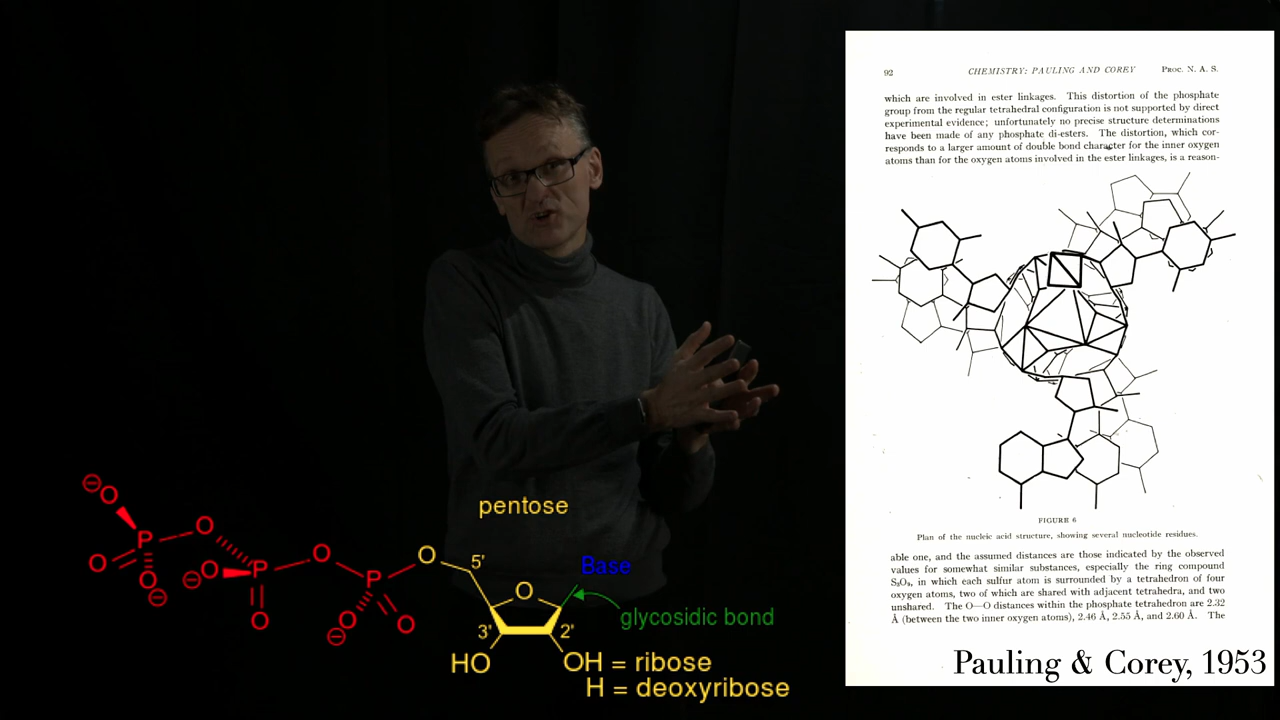 92 CHEMISTRY: PAULING AND COREY PROC. N. A. S.
which are involved in ester linkages. This distortion of the phosphate
group from the regular tetrahedral configuration is not supported by direct
experimental evidence; unfortunately no precise structure determinations
have been made of any phosphate di-esters. The distortion, which cor-
responds to a larger amount of double bond character for the inner oxygen
atoms than for the oxygen atoms involved in the ester linkages, is a reason-
FIGURE 6
Plan of the nucleic acid structure, showing several nucleotide residues.
able one, and the assumed distances are those indicated by the observed
values for somewhat similar substances, especially the ring compound
S₃O₉, in which each sulfur atom is surrounded by a tetrahedron of four
oxygen atoms, two of which are shared with adjacent tetrahedra, and two
unshared. The O—O distances within the phosphate tetrahedron are 2.32
Å (between the two inner oxygen atoms), 2.46 Å, 2.55 Å, and 2.60 Å. The
Pauling & Corey, 1953
pentose
O
P
O
O
O
O
P
O
O
P
O
O
O
5'
Base
O
glycosidic bond
3'
2'
HO
OH = ribose
H = deoxyribose